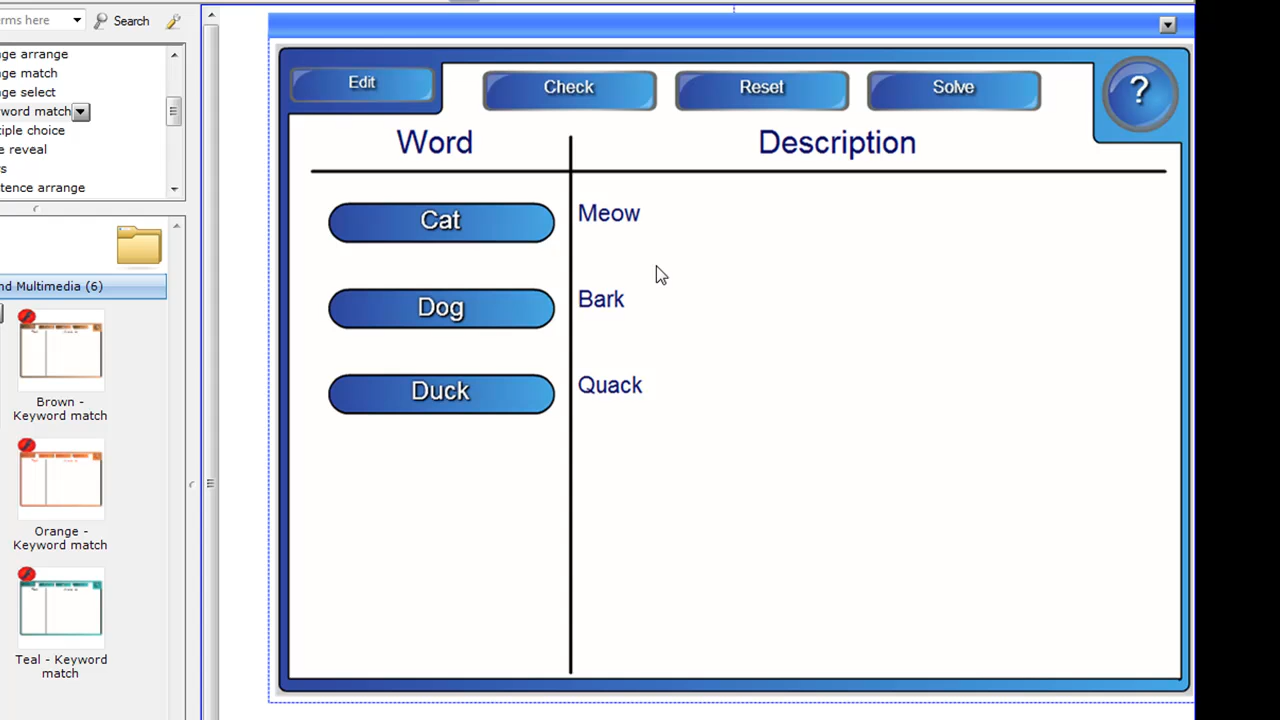 rms here
Search
ge arrange
ge match
ge select
word match
tiple choice
e reveal
s
tence arrange
nd Multimedia (6)
Brown -
Keyword match
Orange -
Keyword match
Teal - Keyword
match
Edit
Check
Reset
Solve
?
Word
Description
Cat
Meow
Dog
Bark
Duck
Quack